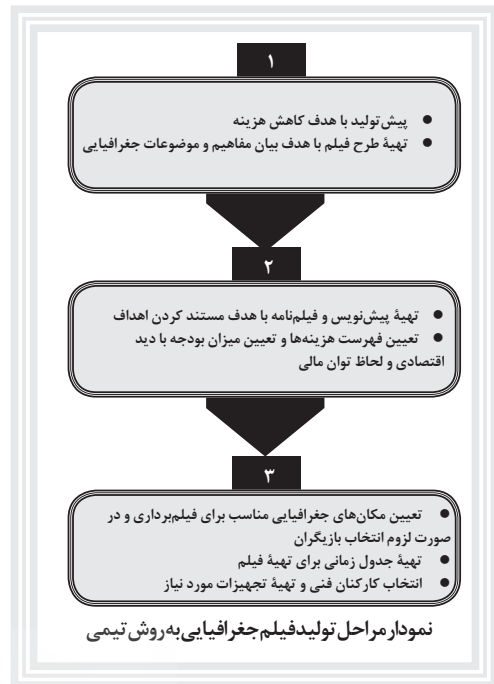 ۱
● پیش‌تولید با هدف کاهش هزینه
● تهیهٔ طرح فیلم با هدف بیان مفاهیم و موضوعات جغرافیایی
۲
● تهیهٔ پیش‌نویس و فیلم‌نامه با هدف مستند کردن اهداف
● تعیین فهرست هزینه‌ها و تعیین میزان بودجه با دید
اقتصادی و لحاظ توان مالی
۳
● تعیین مکان‌های جغرافیایی مناسب برای فیلم‌برداری و در
صورت لزوم انتخاب بازیگران
● تهیهٔ جدول زمانی برای تهیهٔ فیلم
● انتخاب کارکنان فنی و تهیهٔ تجهیزات مورد نیاز
نمودار مراحل تولید فیلم جغرافیایی به روش تیمی